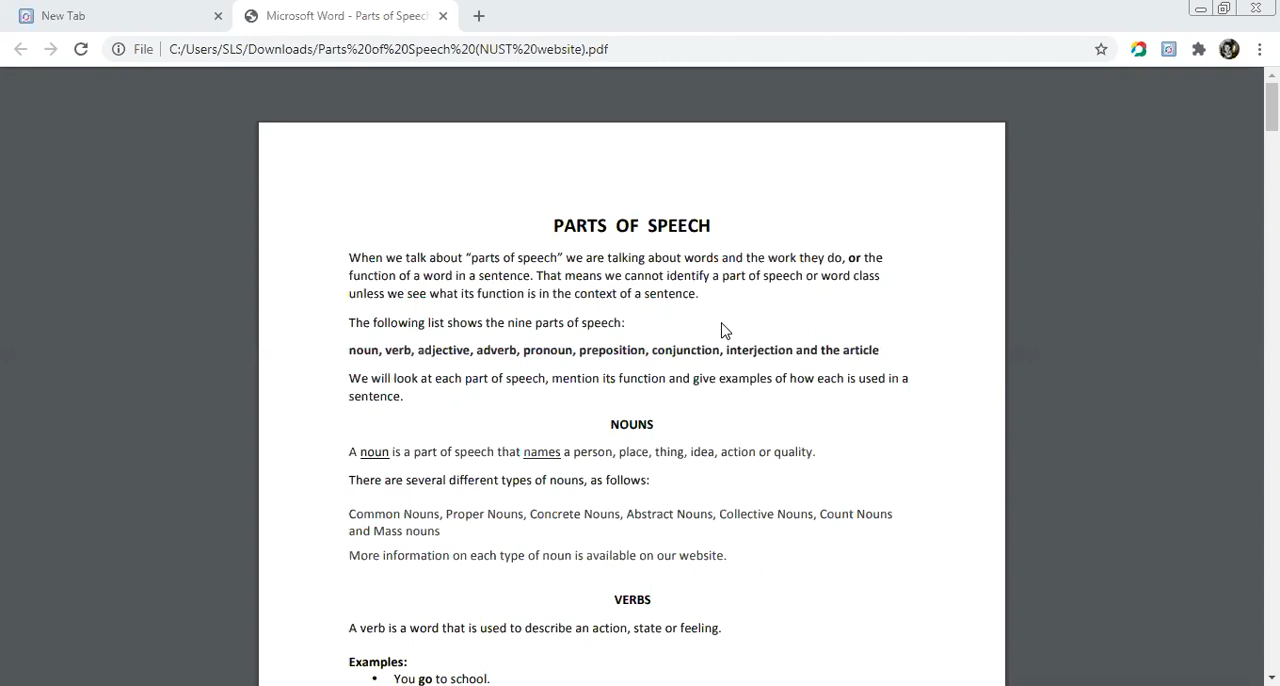 New Tab
Microsoft Word - Parts of Speech
File
C:/Users/SLS/Downloads/Parts%20of%20Speech%20(NUST%20website).pdf
PARTS OF SPEECH
When we talk about “parts of speech” we are talking about words and the work they do, or the
function of a word in a sentence. That means we cannot identify a part of speech or word class
unless we see what its function is in the context of a sentence.
The following list shows the nine parts of speech:
noun, verb, adjective, adverb, pronoun, preposition, conjunction, interjection and the article
We will look at each part of speech, mention its function and give examples of how each is used in a
sentence.
NOUNS
A noun is a part of speech that names a person, place, thing, idea, action or quality.
There are several different types of nouns, as follows:
Common Nouns, Proper Nouns, Concrete Nouns, Abstract Nouns, Collective Nouns, Count Nouns
and Mass nouns
More information on each type of noun is available on our website.
VERBS
A verb is a word that is used to describe an action, state or feeling.
Examples:
• You go to school.